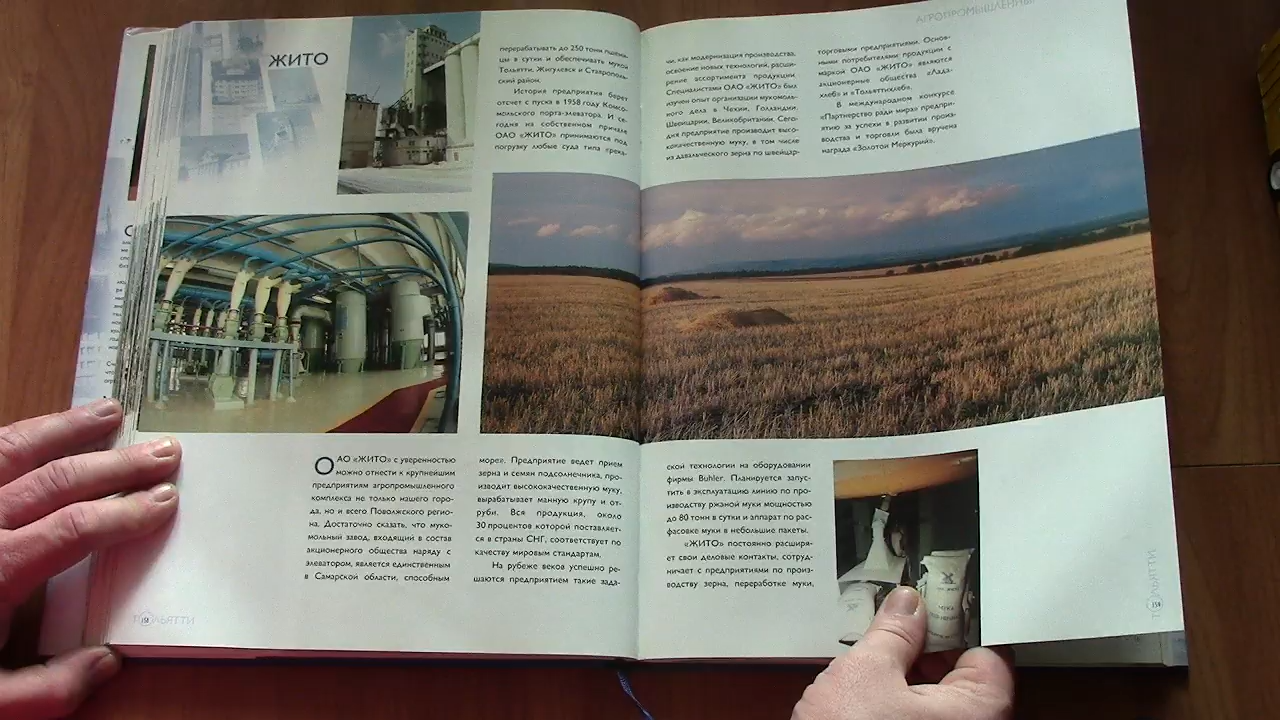 ЖИТО
АГРОПРОМЫШЛЕННЫ
ОАО «ЖИТО» с уверенностью
можно отнести к крупнейшим
предприятиям агропромышленного
комплекса не только нашего горо-
да, но и всего Поволжского регио-
на. Достаточно сказать, что муко-
мольный завод, входящий в состав
акционерного общества наряду с
элеватором, является единственным
в Самарской области, способным
перерабатывать до 250 тонн пшени-
цы в сутки и обеспечивать мукой
Тольятти, Жигулевск и Ставрополь-
ский район.
История предприятия берет
отсчет с пуска в 1958 году Комсо-
мольского порта-элеватора. И се-
годня на собственном причале
ОАО «ЖИТО» принимаются под
погрузку любые суда типа «река-
море». Предприятие ведет прием
зерна и семян подсолнечника, про-
изводит высококачественную муку,
вырабатывает манную крупу и от-
руби. Вся продукция, около
30 процентов которой поставляет-
ся в страны СНГ, соответствует по
качеству мировым стандартам.
На рубеже веков успешно ре-
шаются предприятием такие зада-
чи, как модернизация производства,
освоение новых технологий, расши-
рение ассортимента продукции.
Специалистами ОАО «ЖИТО» был
изучен опыт организации мукомоль-
ного дела в Чехии, Голландии,
Швейцарии, Великобритании. Сего-
дня предприятие производит высо-
кокачественную муку, в том числе
из давальческого зерна по швейцар-
ской технологии на оборудовании
фирмы Buhler. Планируется запус-
тить в эксплуатацию линию по про-
изводству ржаной муки мощностью
до 80 тонн в сутки и аппарат по рас-
фасовке муки в небольшие пакеты.
«ЖИТО» постоянно расширя-
ет свои деловые контакты, сотруд-
ничает с предприятиями по произ-
водству зерна, переработке муки,
торговыми предприятиями. Основ-
ными потребителями продукции с
маркой ОАО «ЖИТО» являются
акционерные общества «Лада-
хлеб» и «Тольяттихлеб».
В международном конкурсе
«Партнерство ради мира» предпри-
ятию за успехи в развитии произ-
водства и торговли была вручена
награда «Золотой Меркурий».
МУКА
158
ТОЛЬЯТТИ
159
ТОЛЬЯТТИ